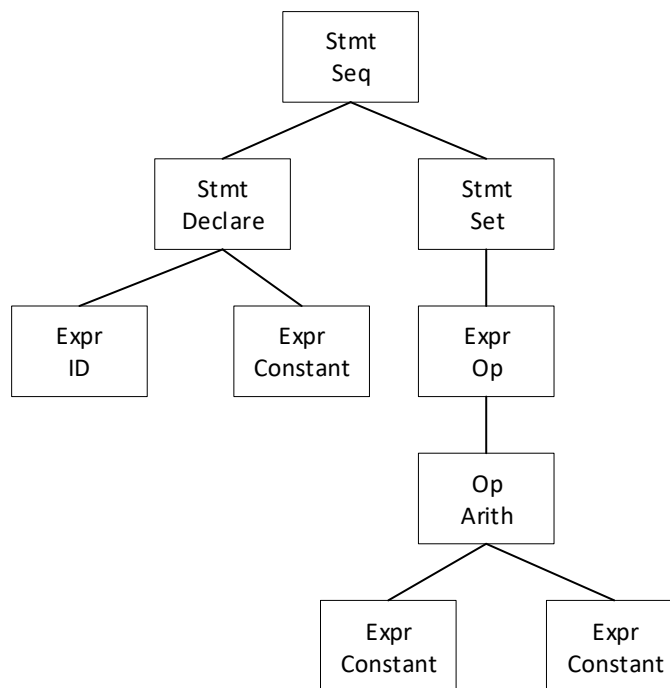 Stmt
Seq
Stmt
Declare
Stmt
Set
Expr
ID
Expr
Constant
Expr
Op
Op
Arith
Expr
Constant
Expr
Constant